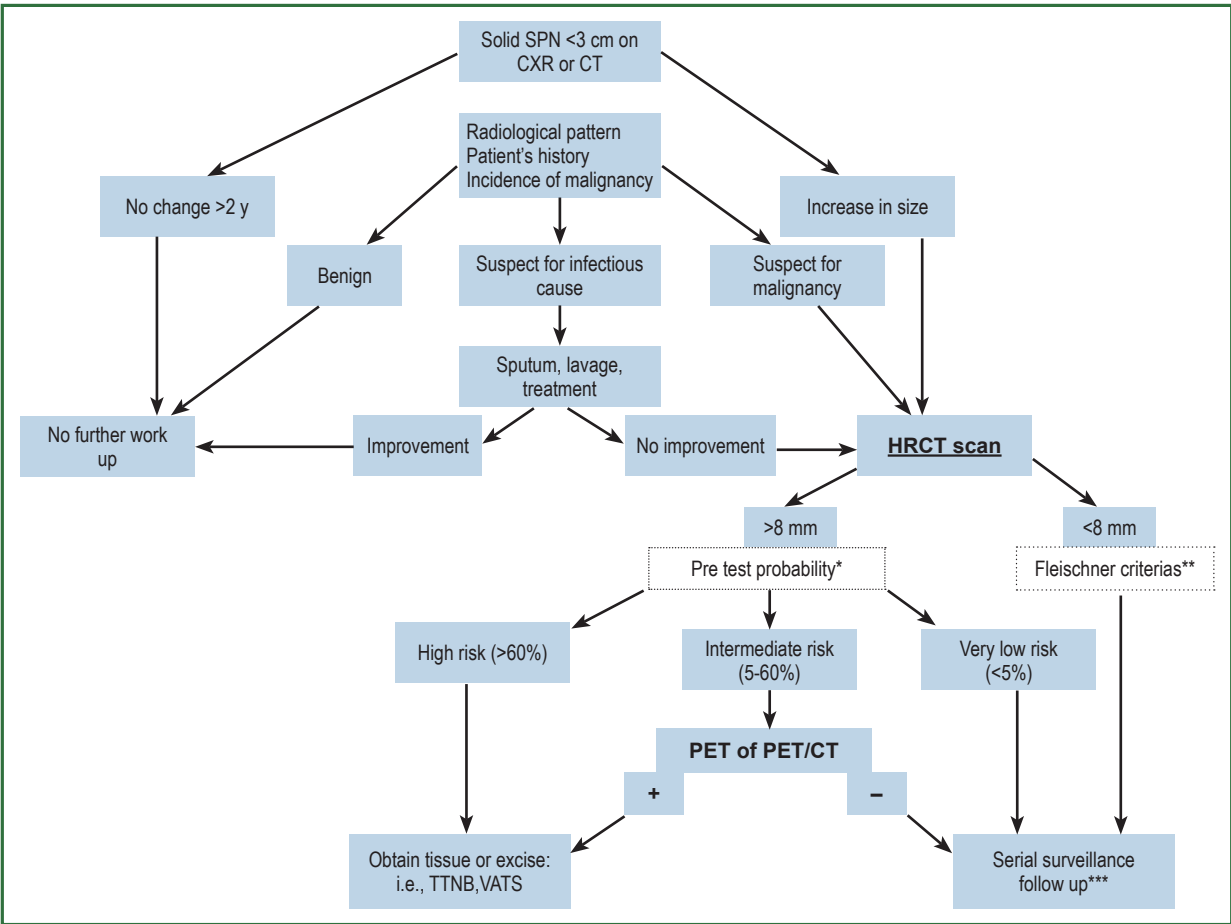 Solid SPN <3 cm on
CXR or CT
Radiological pattern
Patient's history
Incidence of malignancy
No change >2 y
Increase in size
Benign
Suspect for infectious
cause
Suspect for
malignancy
Sputum, lavage,
treatment
No further work
up
Improvement
No improvement
HRCT scan
>8 mm
<8 mm
Pre test probability*
Fleischner criterias**
High risk (>60%)
Intermediate risk
(5-60%)
Very low risk
(<5%)
PET of PET/CT
+
–
Obtain tissue or excise:
i.e., TTNB,VATS
Serial surveillance
follow up***